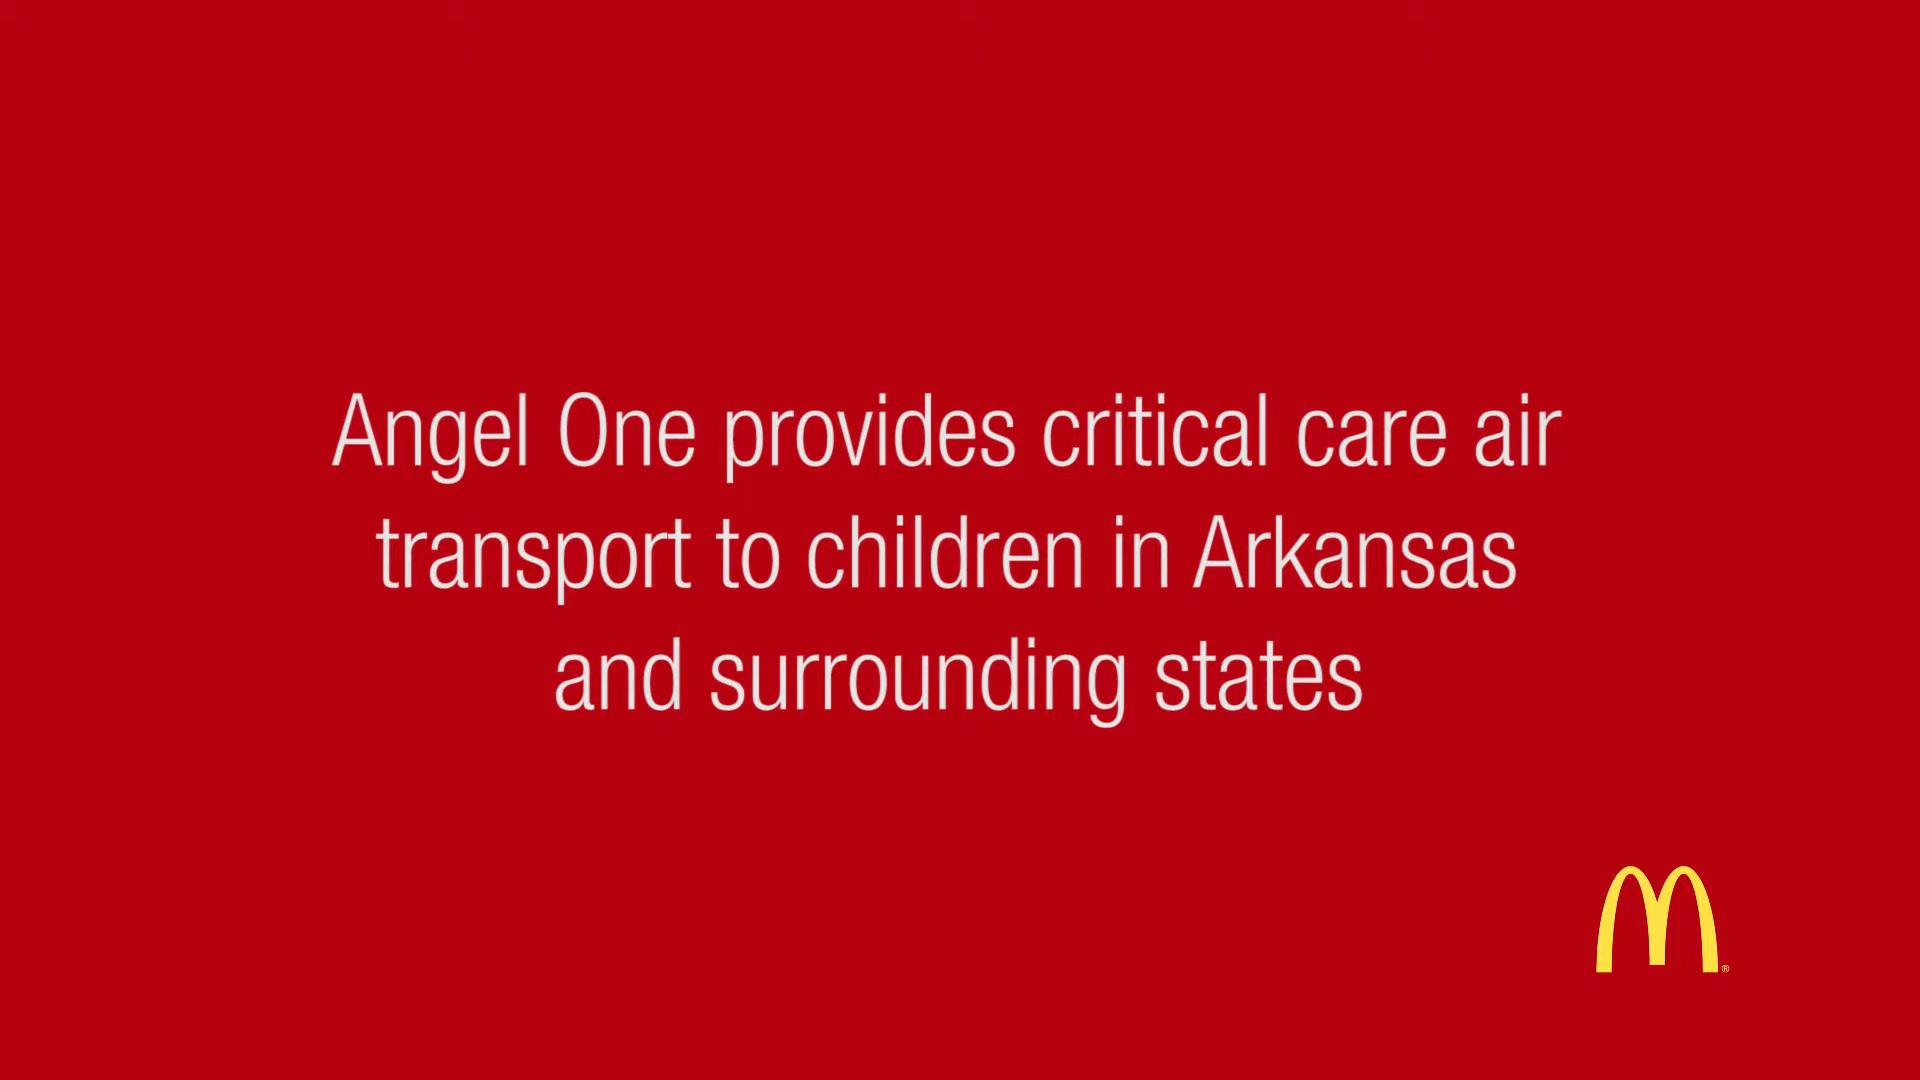 Angel One provides critical care air
transport to children in Arkansas
and surrounding states
®